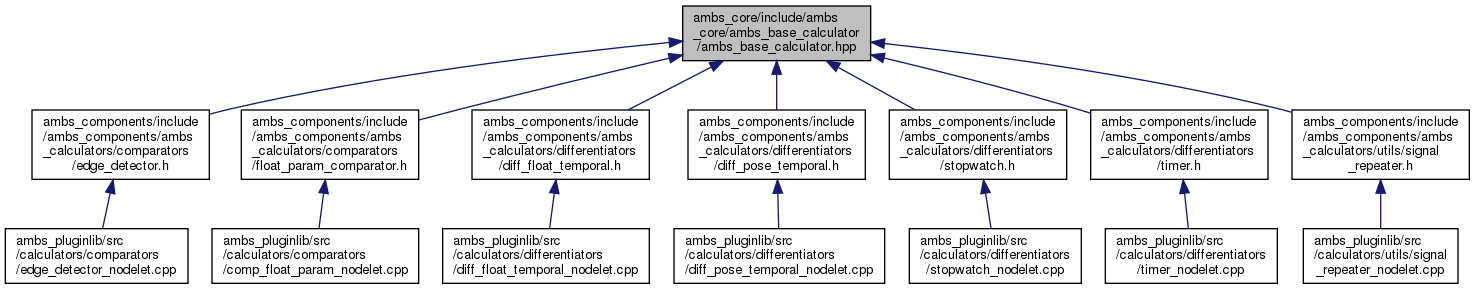 ambs_core/include/ambs
_core/ambs_base_calculator
/ambs_base_calculator.hpp
ambs_components/include
/ambs_components/ambs
_calculators/comparators
/edge_detector.h
ambs_components/include
/ambs_components/ambs
_calculators/comparators
/float_param_comparator.h
ambs_components/include
/ambs_components/ambs
_calculators/differentiators
/diff_float_temporal.h
ambs_components/include
/ambs_components/ambs
_calculators/differentiators
/diff_pose_temporal.h
ambs_components/include
/ambs_components/ambs
_calculators/differentiators
/stopwatch.h
ambs_components/include
/ambs_components/ambs
_calculators/differentiators
/timer.h
ambs_components/include
/ambs_components/ambs
_calculators/utils/signal
_repeater.h
ambs_pluginlib/src
/calculators/comparators
/edge_detector_nodelet.cpp
ambs_pluginlib/src
/calculators/comparators
/comp_float_param_nodelet.cpp
ambs_pluginlib/src
/calculators/differentiators
/diff_float_temporal_nodelet.cpp
ambs_pluginlib/src
/calculators/differentiators
/diff_pose_temporal_nodelet.cpp
ambs_pluginlib/src
/calculators/differentiators
/stopwatch_nodelet.cpp
ambs_pluginlib/src
/calculators/differentiators
/timer_nodelet.cpp
ambs_pluginlib/src
/calculators/utils/signal
_repeater_nodelet.cpp